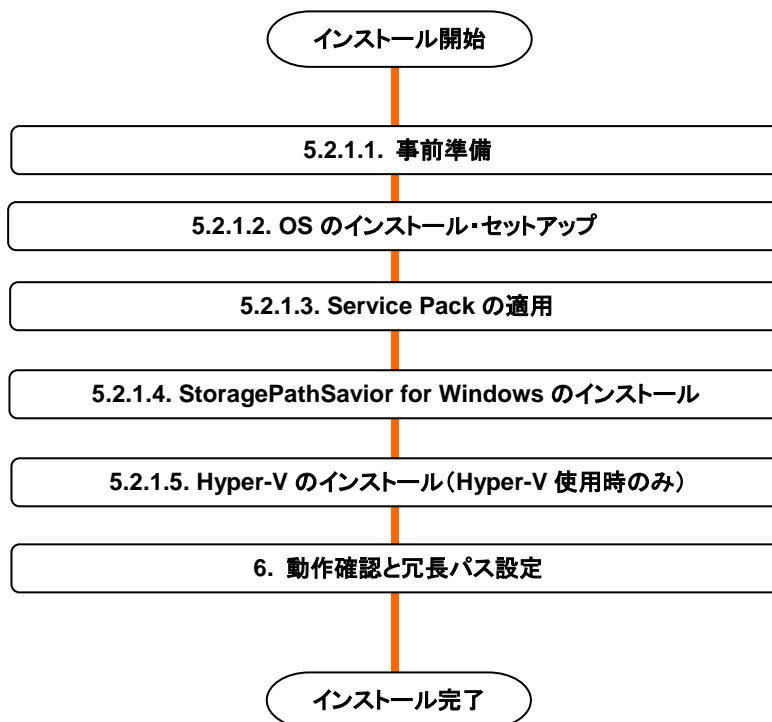 インストール開始
5.2.1.1. 事前準備
5.2.1.2. OS のインストール・セットアップ
5.2.1.3. Service Pack の適用
5.2.1.4. StoragePathSavior for Windows のインストール
5.2.1.5. Hyper-V のインストール（Hyper-V 使用時のみ）
6. 動作確認と冗長パス設定
インストール完了